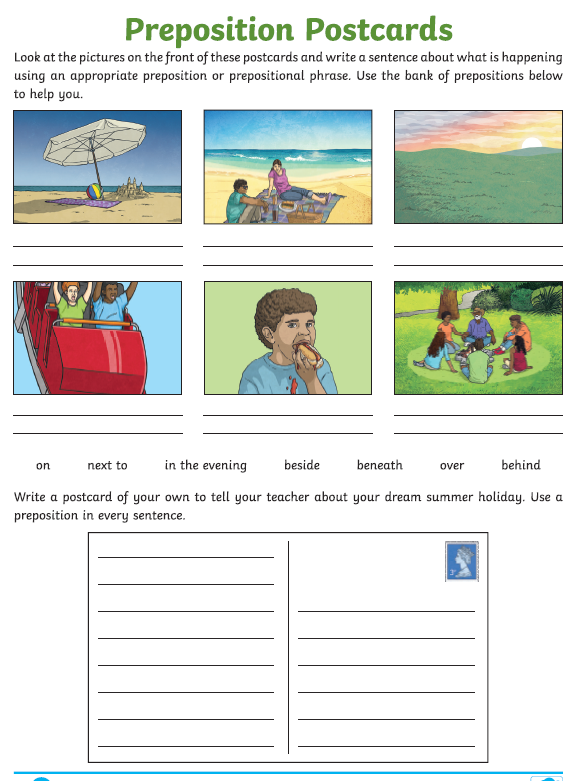 Preposition Postcards
Look at the pictures on the front of these postcards and write a sentence about what is happening
using an appropriate preposition or prepositional phrase. Use the bank of prepositions below
to help you.
on next to in the evening beside beneath over behind
Write a postcard of your own to tell your teacher about your dream summer holiday. Use a
preposition in every sentence.